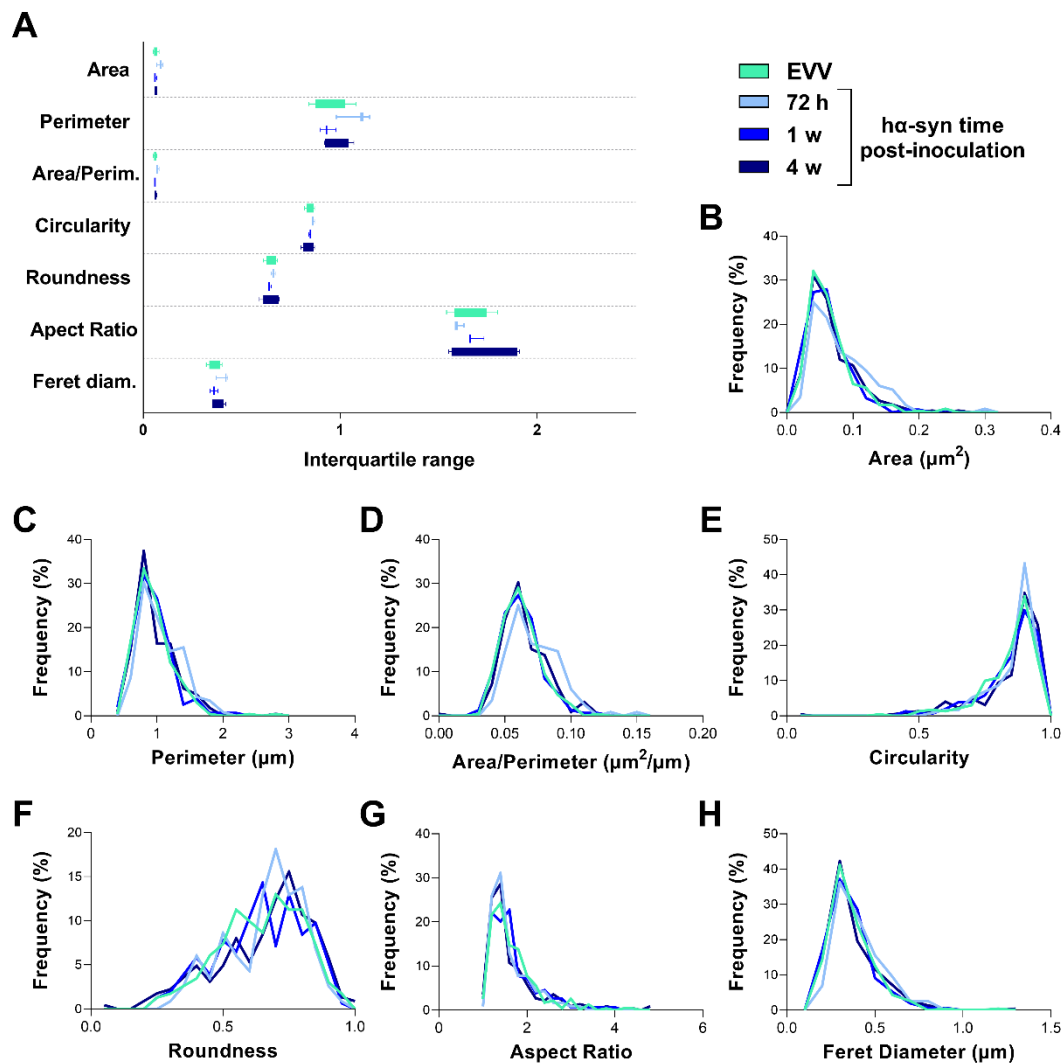 A
Area
Perimeter
Area/Perim.
Circularity
Roundness
Apect Ratio
Feret diam.
0 1 2
Interquartile range
EVV
72 h
1 w
4 w
hα-syn time
post-inoculation
B
Frequency (%)
40
30
20
10
0
0.0 0.1 0.2 0.3 0.4
Area (µm²)
C
Frequency (%)
40
30
20
10
0
0 1 2 3 4
Perimeter (µm)
D
Frequency (%)
40
30
20
10
0
0.00 0.05 0.10 0.15 0.20
Area/Perimeter (µm²/µm)
E
Frequency (%)
50
40
30
20
10
0
0.0 0.5 1.0
Circularity
F
Frequency (%)
20
15
10
5
0
0.0 0.5 1.0
Roundness
G
Frequency (%)
40
30
20
10
0
0 2 4 6
Aspect Ratio
H
Frequency (%)
50
40
30
20
10
0
0.0 0.5 1.0 1.5
Feret Diameter (µm)